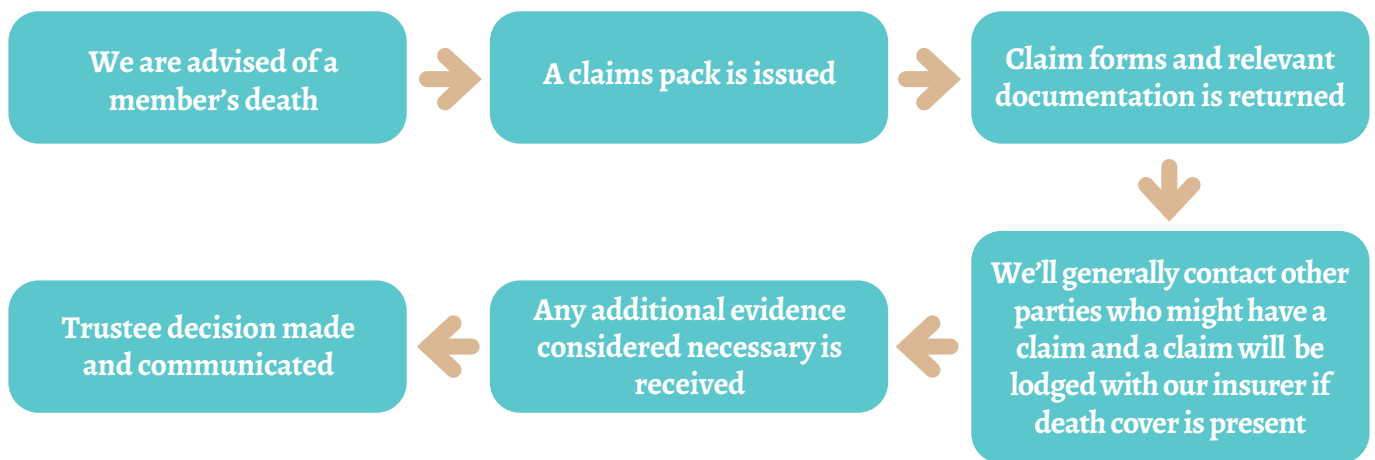 We are advised of a
member's death
A claims pack is issued
Claim forms and relevant
documentation is returned
We'll generally contact other
parties who might have a
claim and a claim will be
lodged with our insurer if
death cover is present
Any additional evidence
considered necessary is
received
Trustee decision made
and communicated